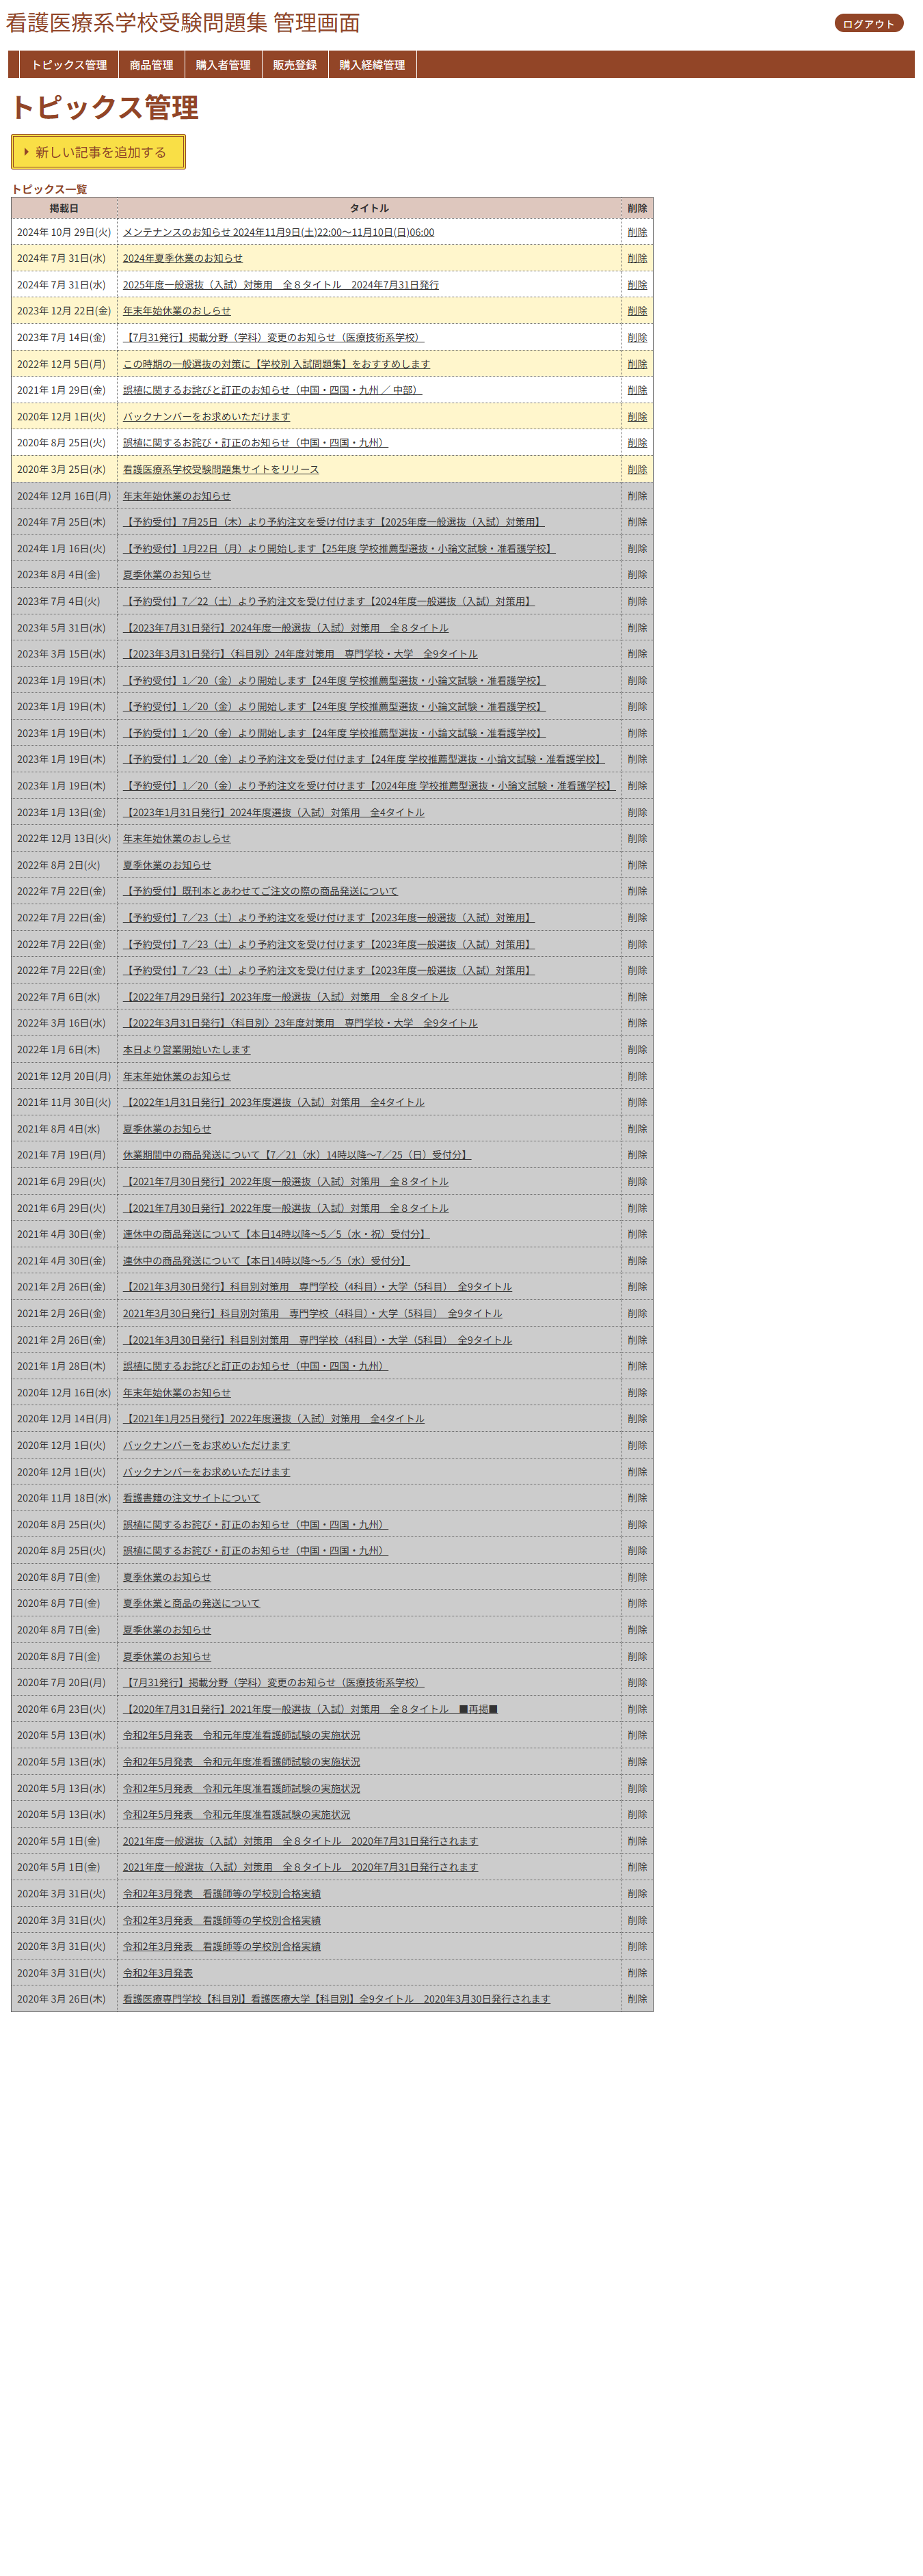 看護医療系学校受験問題集 管理画面
ログアウト
トピックス管理 商品管理 購入者管理 販売登録 購入経緯管理
トピックス管理
新しい記事を追加する
トピックス一覧
掲載日 タイトル 削除
2024年 10月 29日(火) メンテナンスのお知らせ 2024年11月9日(土)22:00～11月10日(日)06:00 削除
2024年 7月 31日(水) 2024年夏季休業のお知らせ 削除
2024年 7月 31日(水) 2025年度一般選抜（入試）対策用　全８タイトル　2024年7月31日発行 削除
2023年 12月 22日(金) 年末年始休業のおしらせ 削除
2023年 7月 14日(金) 【7月31発行】掲載分野（学科）変更のお知らせ（医療技術系学校） 削除
2022年 12月 5日(月) この時期の一般選抜の対策に【学校別 入試問題集】をおすすめします 削除
2021年 1月 29日(金) 誤植に関するお詫びと訂正のお知らせ（中国・四国・九州 ／ 中部） 削除
2020年 12月 1日(火) バックナンバーをお求めいただけます 削除
2020年 8月 25日(火) 誤植に関するお詫び・訂正のお知らせ（中国・四国・九州） 削除
2020年 3月 25日(水) 看護医療系学校受験問題集サイトをリリース 削除
2024年 12月 16日(月) 年末年始休業のお知らせ 削除
2024年 7月 25日(木) 【予約受付】7月25日（木）より予約注文を受け付けます【2025年度一般選抜（入試）対策用】 削除
2024年 1月 16日(火) 【予約受付】1月22日（月）より開始します【25年度 学校推薦型選抜・小論文試験・准看護学校】 削除
2023年 8月 4日(金) 夏季休業のお知らせ 削除
2023年 7月 4日(火) 【予約受付】7／22（土）より予約注文を受け付けます【2024年度一般選抜（入試）対策用】 削除
2023年 5月 31日(水) 【2023年7月31日発行】2024年度一般選抜（入試）対策用　全８タイトル 削除
2023年 3月 15日(水) 【2023年3月31日発行】〈科目別〉24年度対策用　専門学校・大学　全9タイトル 削除
2023年 1月 19日(木) 【予約受付】1／20（金）より開始します【24年度 学校推薦型選抜・小論文試験・准看護学校】 削除
2023年 1月 19日(木) 【予約受付】1／20（金）より開始します【24年度 学校推薦型選抜・小論文試験・准看護学校】 削除
2023年 1月 19日(木) 【予約受付】1／20（金）より開始します【24年度 学校推薦型選抜・小論文試験・准看護学校】 削除
2023年 1月 19日(木) 【予約受付】1／20（金）より予約注文を受け付けます【24年度 学校推薦型選抜・小論文試験・准看護学校】 削除
2023年 1月 19日(木) 【予約受付】1／20（金）より予約注文を受け付けます【2024年度 学校推薦型選抜・小論文試験・准看護学校】 削除
2023年 1月 13日(金) 【2023年1月31日発行】2024年度選抜（入試）対策用　全4タイトル 削除
2022年 12月 13日(火) 年末年始休業のおしらせ 削除
2022年 8月 2日(火) 夏季休業のお知らせ 削除
2022年 7月 22日(金) 【予約受付】既刊本とあわせてご注文の際の商品発送について 削除
2022年 7月 22日(金) 【予約受付】7／23（土）より予約注文を受け付けます【2023年度一般選抜（入試）対策用】 削除
2022年 7月 22日(金) 【予約受付】7／23（土）より予約注文を受け付けます【2023年度一般選抜（入試）対策用】 削除
2022年 7月 22日(金) 【予約受付】7／23（土）より予約注文を受け付けます【2023年度一般選抜（入試）対策用】 削除
2022年 7月 6日(水) 【2022年7月29日発行】2023年度一般選抜（入試）対策用　全８タイトル 削除
2022年 3月 16日(水) 【2022年3月31日発行】〈科目別〉23年度対策用　専門学校・大学　全9タイトル 削除
2022年 1月 6日(木) 本日より営業開始いたします 削除
2021年 12月 20日(月) 年末年始休業のお知らせ 削除
2021年 11月 30日(火) 【2022年1月31日発行】2023年度選抜（入試）対策用　全4タイトル 削除
2021年 8月 4日(水) 夏季休業のお知らせ 削除
2021年 7月 19日(月) 休業期間中の商品発送について【7／21（水）14時以降～7／25（日）受付分】 削除
2021年 6月 29日(火) 【2021年7月30日発行】2022年度一般選抜（入試）対策用　全８タイトル 削除
2021年 6月 29日(火) 【2021年7月30日発行】2022年度一般選抜（入試）対策用　全８タイトル 削除
2021年 4月 30日(金) 連休中の商品発送について【本日14時以降～5／5（水・祝）受付分】 削除
2021年 4月 30日(金) 連休中の商品発送について【本日14時以降～5／5（水）受付分】 削除
2021年 2月 26日(金) 【2021年3月30日発行】科目別対策用　専門学校（4科目）・大学（5科目）　全9タイトル 削除
2021年 2月 26日(金) 2021年3月30日発行】科目別対策用　専門学校（4科目）・大学（5科目）　全9タイトル 削除
2021年 2月 26日(金) 【2021年3月30日発行】科目別対策用　専門学校（4科目）・大学（5科目）　全9タイトル 削除
2021年 1月 28日(木) 誤植に関するお詫びと訂正のお知らせ（中国・四国・九州） 削除
2020年 12月 16日(水) 年末年始休業のお知らせ 削除
2020年 12月 14日(月) 【2021年1月25日発行】2022年度選抜（入試）対策用　全4タイトル 削除
2020年 12月 1日(火) バックナンバーをお求めいただけます 削除
2020年 12月 1日(火) バックナンバーをお求めいただけます 削除
2020年 11月 18日(水) 看護書籍の注文サイトについて 削除
2020年 8月 25日(火) 誤植に関するお詫び・訂正のお知らせ（中国・四国・九州） 削除
2020年 8月 25日(火) 誤植に関するお詫び・訂正のお知らせ（中国・四国・九州） 削除
2020年 8月 7日(金) 夏季休業のお知らせ 削除
2020年 8月 7日(金) 夏季休業と商品の発送について 削除
2020年 8月 7日(金) 夏季休業のお知らせ 削除
2020年 8月 7日(金) 夏季休業のお知らせ 削除
2020年 7月 20日(月) 【7月31発行】掲載分野（学科）変更のお知らせ（医療技術系学校） 削除
2020年 6月 23日(火) 【2020年7月31日発行】2021年度一般選抜（入試）対策用　全８タイトル　■再掲■ 削除
2020年 5月 13日(水) 令和2年5月発表　令和元年度准看護師試験の実施状況 削除
2020年 5月 13日(水) 令和2年5月発表　令和元年度准看護師試験の実施状況 削除
2020年 5月 13日(水) 令和2年5月発表　令和元年度准看護師試験の実施状況 削除
2020年 5月 13日(水) 令和2年5月発表　令和元年度准看護試験の実施状況 削除
2020年 5月 1日(金) 2021年度一般選抜（入試）対策用　全８タイトル　2020年7月31日発行されます 削除
2020年 5月 1日(金) 2021年度一般選抜（入試）対策用　全８タイトル　2020年7月31日発行されます 削除
2020年 3月 31日(火) 令和2年3月発表　看護師等の学校別合格実績 削除
2020年 3月 31日(火) 令和2年3月発表　看護師等の学校別合格実績 削除
2020年 3月 31日(火) 令和2年3月発表　看護師等の学校別合格実績 削除
2020年 3月 31日(火) 令和2年3月発表 削除
2020年 3月 26日(木) 看護医療専門学校【科目別】看護医療大学【科目別】全9タイトル　2020年3月30日発行されます 削除